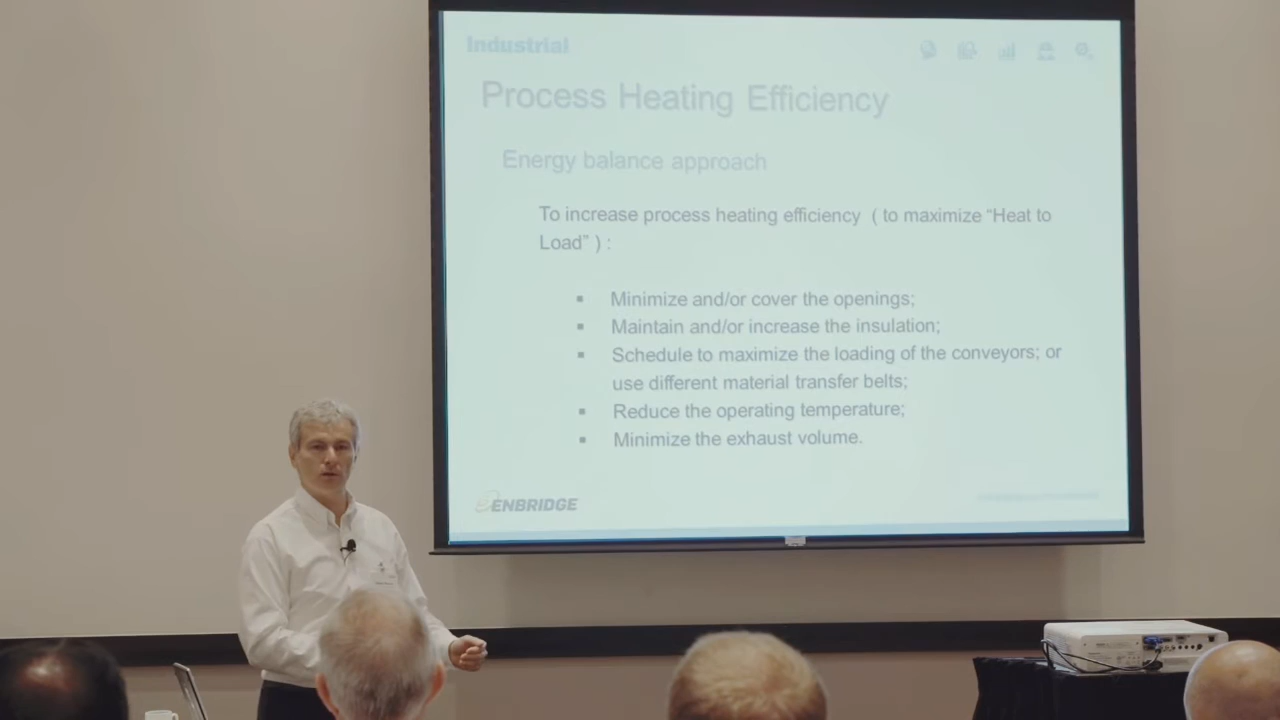 Industrial
Process Heating Efficiency
Energy balance approach
To increase process heating efficiency ( to maximize “Heat to
Load” ) :
▪ Minimize and/or cover the openings;
▪ Maintain and/or increase the insulation;
▪ Schedule to maximize the loading of the conveyors; or
use different material transfer belts;
▪ Reduce the operating temperature;
▪ Minimize the exhaust volume.
ENBRIDGE